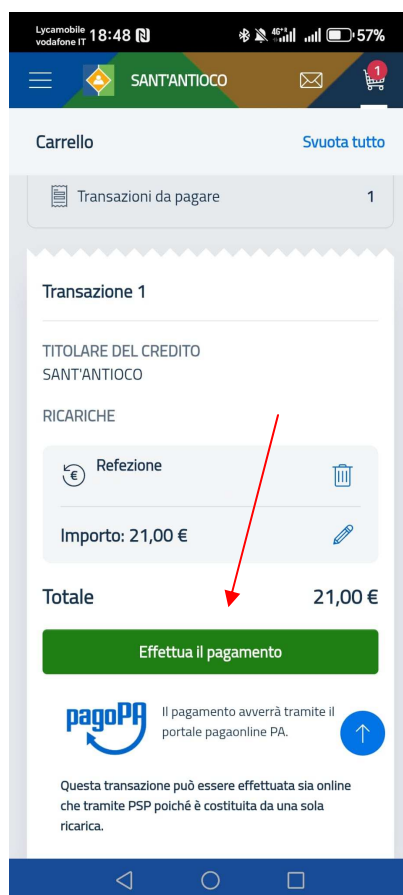 Lycamobile
vodafone IT 18:48 57%
SANT'ANTIOCO 1
Carrello Svuota tutto
Transazioni da pagare 1
Transazione 1
TITOLARE DEL CREDITO
SANT'ANTIOCO
RICARICHE
Refezione
Importo: 21,00 €
Totale 21,00 €
Effettua il pagamento
pagoPA
Il pagamento avverrà tramite il
portale pagaonline PA.
Questa transazione può essere effettuata sia online
che tramite PSP poiché è costituita da una sola
ricarica.